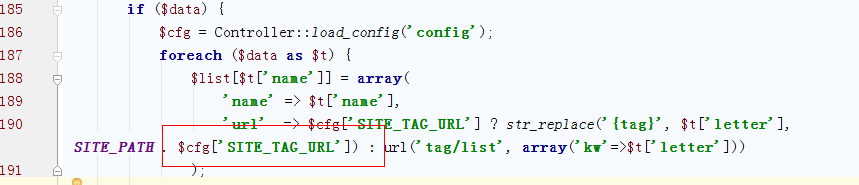 185 if ($data) {
186 $cfg = Controller::load_config('config');
187 foreach ($data as $t) {
188 $list[$t['name']] = array(
189 'name' => $t['name'],
190 'url' => $cfg['SITE_TAG_URL'] ? str_replace('{tag}', $t['letter'],
SITE_PATH . $cfg['SITE_TAG_URL']) : url('tag/list', array('kw'=>$t['letter']))
191 );